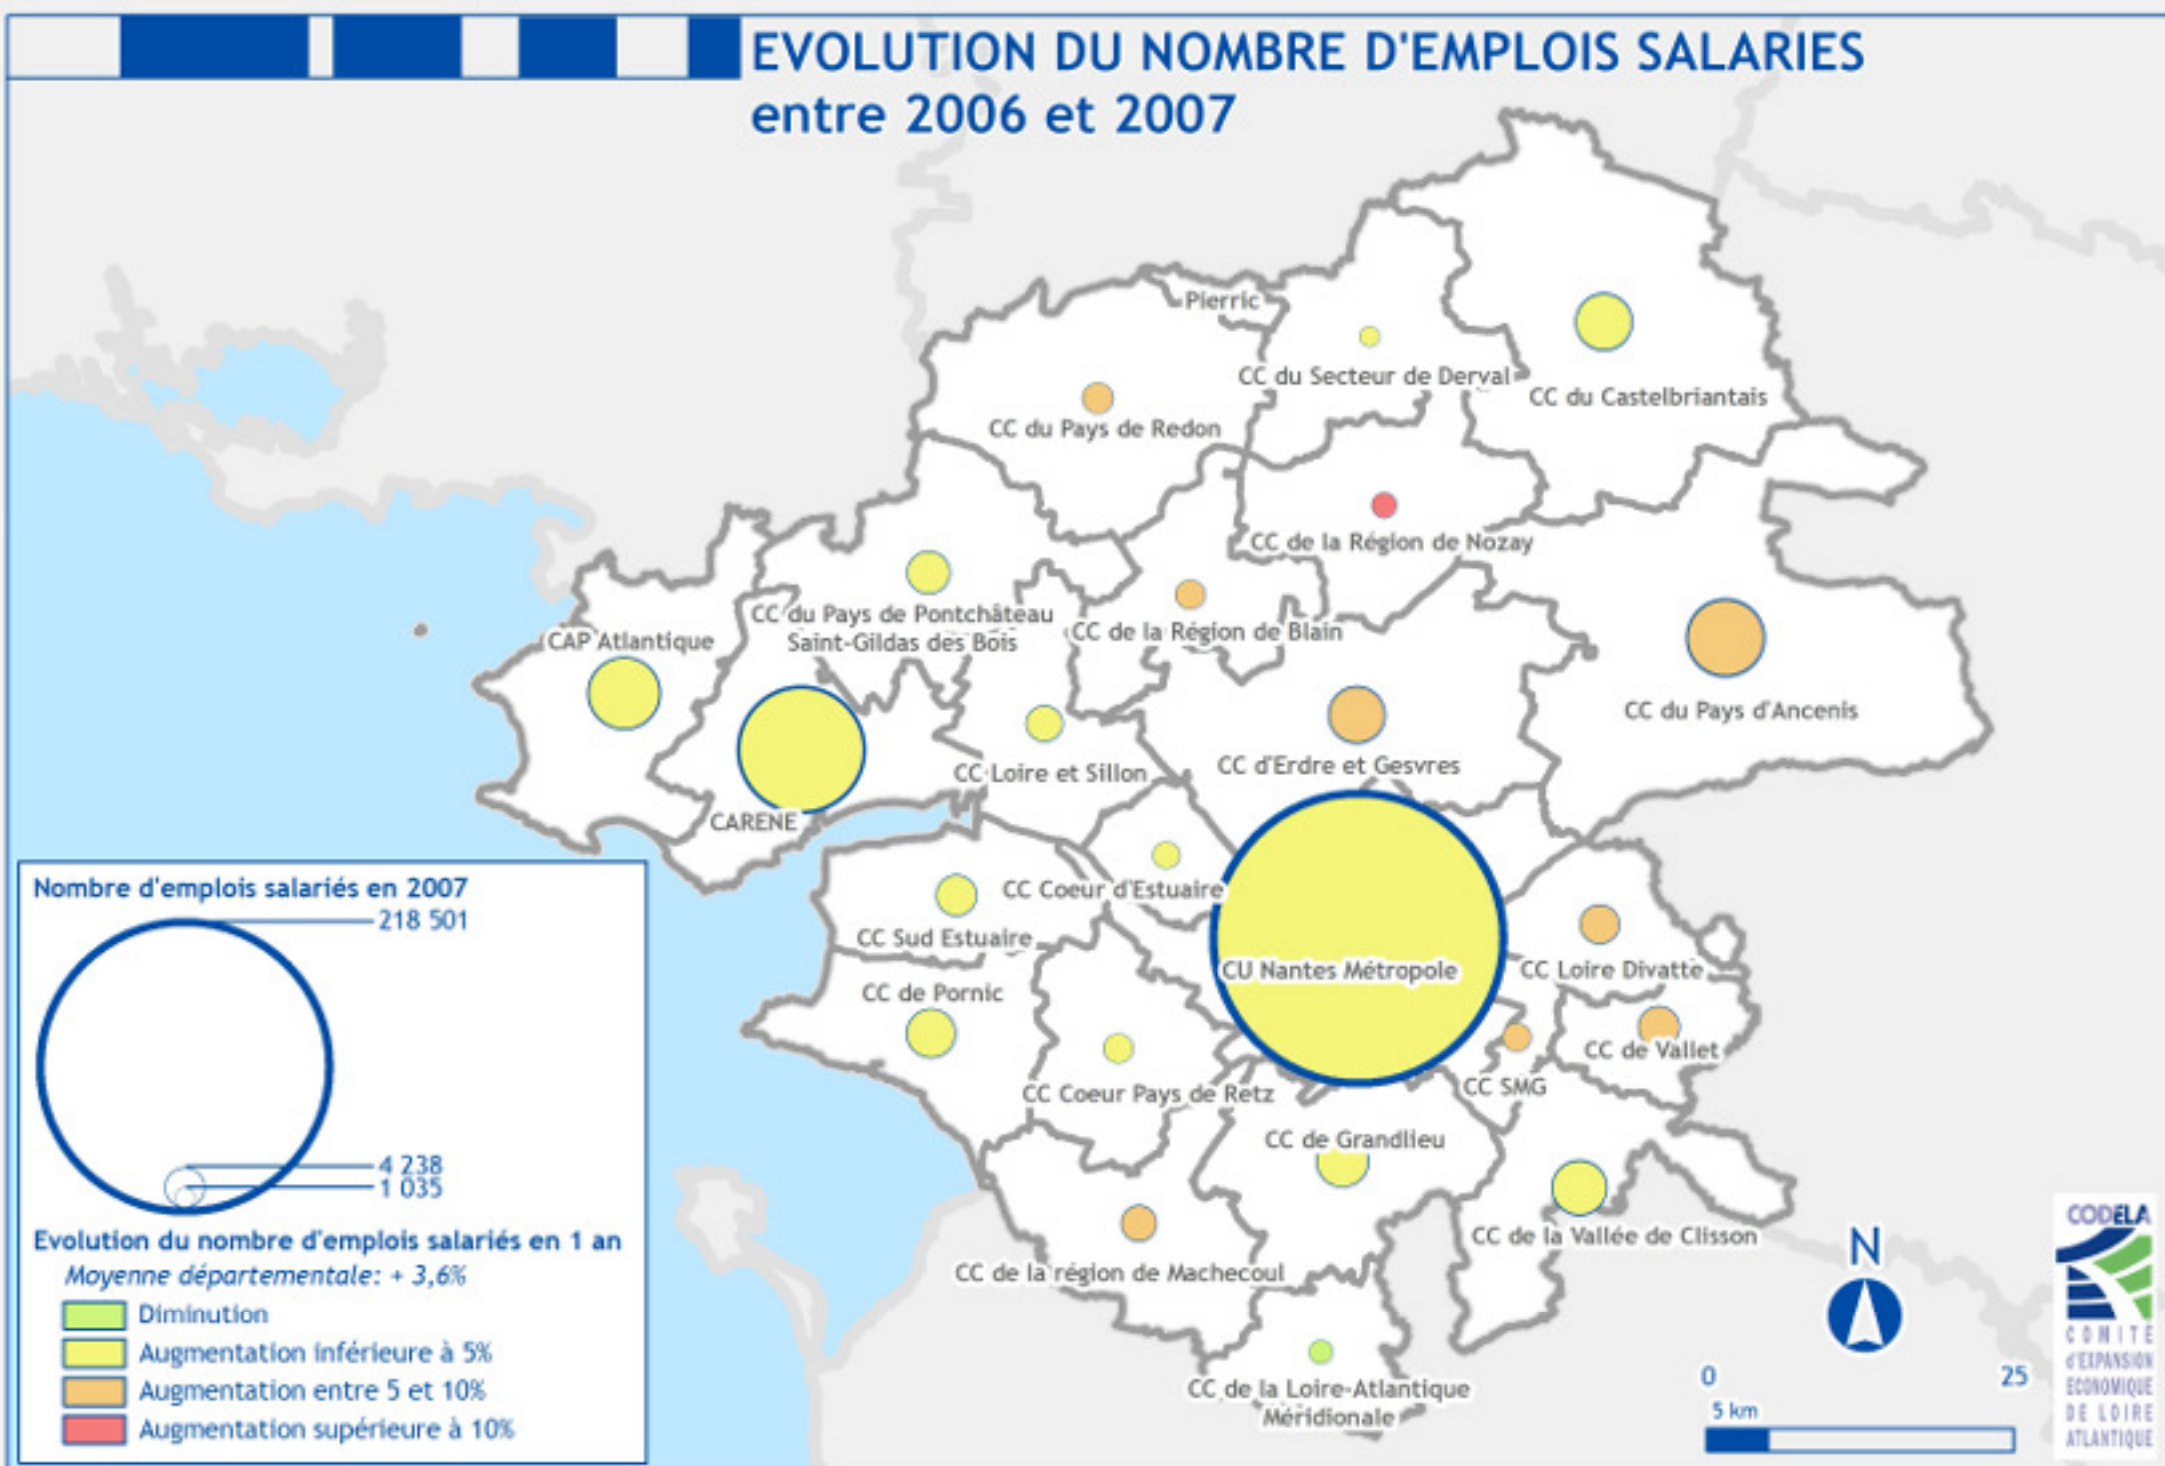 EVOLUTION DU NOMBRE D'EMPLOIS SALARIES
entre 2006 et 2007
Pierric
CC du Secteur de Derval
CC du Castelbriantais
CC du Pays de Redon
CC de la Région de Nozay
CC du Pays de Pontchâteau
Saint-Gildas des Bois
CC de la Région de Blain
CAP Atlantique
CC du Pays d'Ancenis
CC Loire et Sillon
CC d'Erdre et Gesvres
CARENE
CC Coeur d'Estuaire
CC Sud Estuaire
CU Nantes Métropole
CC Loire Divatte
CC de Pornic
CC de Vallet
CC SMG
CC Coeur Pays de Retz
CC de Grandlieu
CC de la Vallée de Clisson
CC de la région de Machecoul
CC de la Loire-Atlantique
Méridionale
Nombre d'emplois salariés en 2007
218 501
4 238
1 035
Evolution du nombre d'emplois salariés en 1 an
Moyenne départementale: + 3,6%
Diminution
Augmentation inférieure à 5%
Augmentation entre 5 et 10%
Augmentation supérieure à 10%
N
0 25
5 km
CODELA
COMITE
d'EXPANSION
ECONOMIQUE
DE LOIRE
ATLANTIQUE